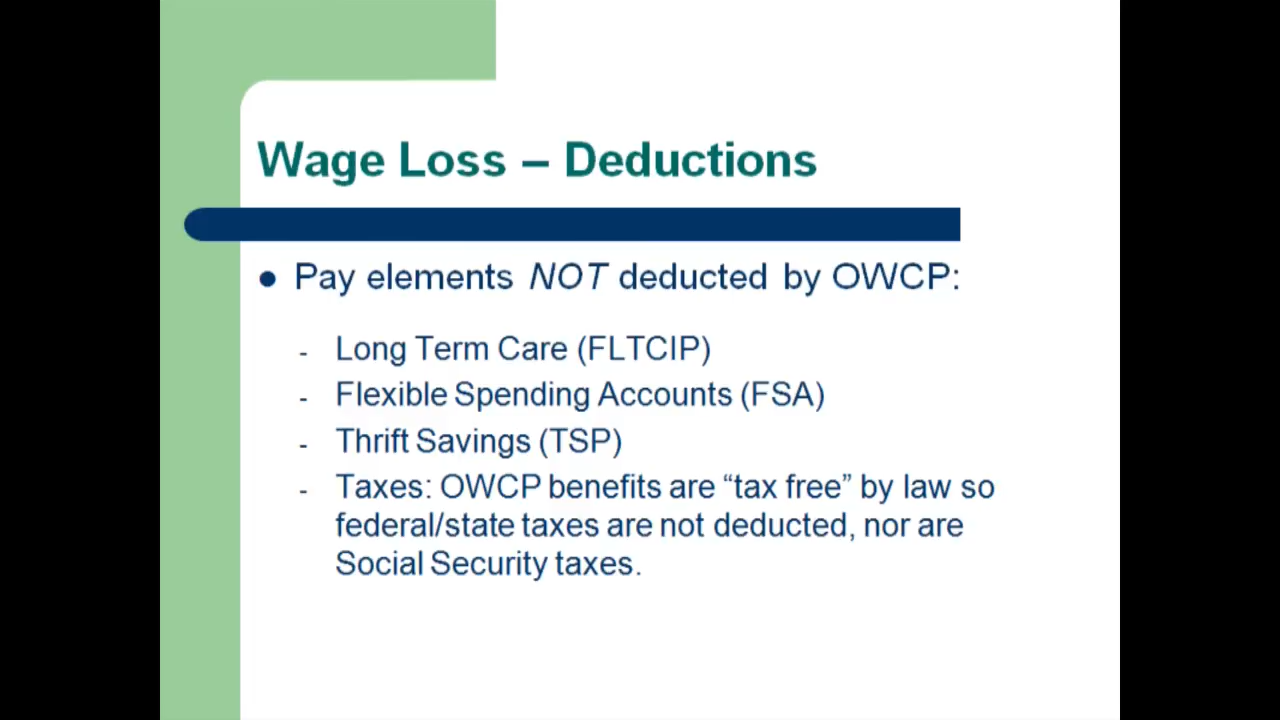 Wage Loss – Deductions
● Pay elements NOT deducted by OWCP:
- Long Term Care (FLTCIP)
- Flexible Spending Accounts (FSA)
- Thrift Savings (TSP)
- Taxes: OWCP benefits are “tax free” by law so
federal/state taxes are not deducted, nor are
Social Security taxes.